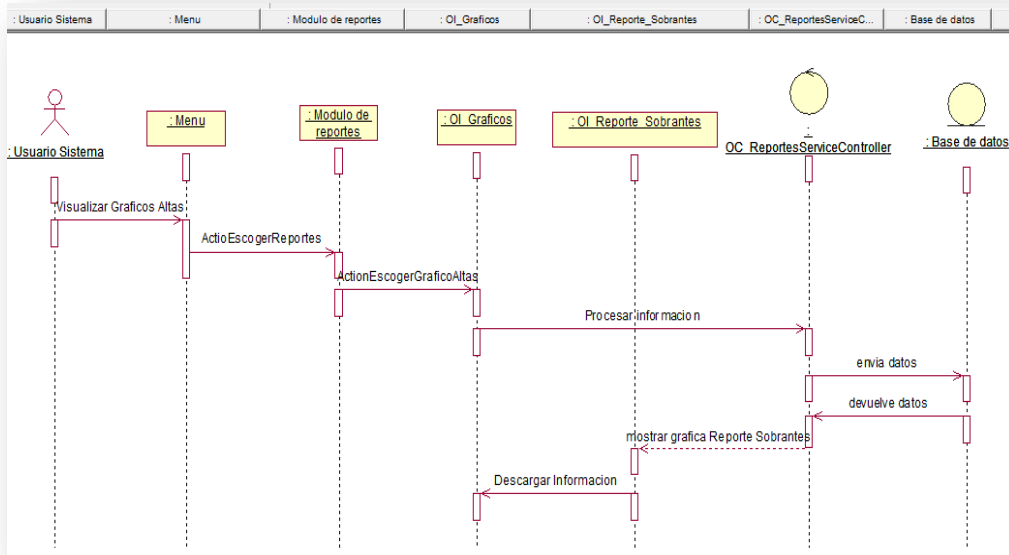 : Usuario Sistema
: Menu
: Modulo de reportes
: OI_Graficos
: OI_Reporte_Sobrantes
: OC_ReportesServiceC...
: Base de datos
: Usuario Sistema
: Menu
: Modulo de
reportes
: OI_Graficos
: OI_Reporte_Sobrantes
:
OC_ReportesServiceController
: Base de datos
Visualizar Graficos Altas
ActioEscogerReportes
ActionEscogerGraficoAltas
Procesar informacion
envia datos
devuelve datos
mostrar grafica Reporte Sobrantes
Descargar Informacion